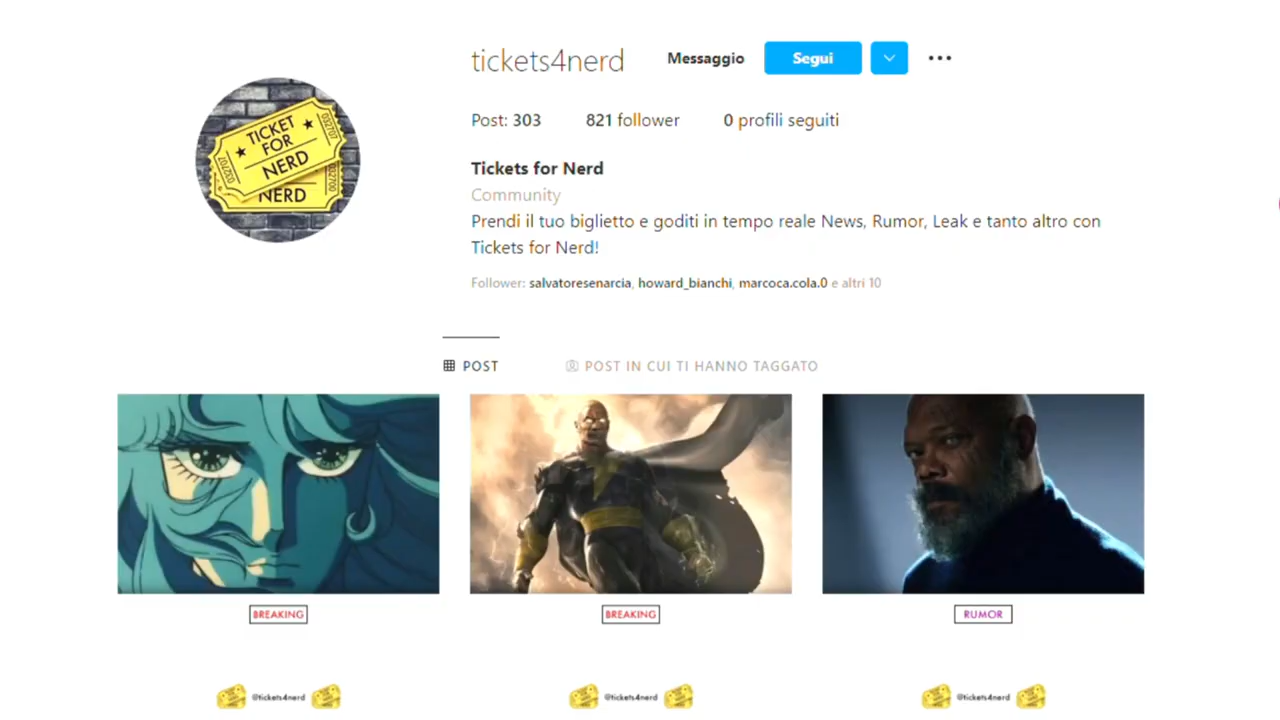 tickets4nerd
Messaggio
Segui
Post: 303
821 follower
0 profili seguiti
Tickets for Nerd
Community
Prendi il tuo biglietto e goditi in tempo reale News, Rumor, Leak e tanto altro con
Tickets for Nerd!
Follower: salvatoresenarcia, howard_bianchi, marcoca.cola.0 e altri 10
TICKET
FOR
NERD
032707
NERD
POST
POST IN CUI TI HANNO TAGGATO
BREAKING
BREAKING
RUMOR
@tickets4nerd
@tickets4nerd
@tickets4nerd